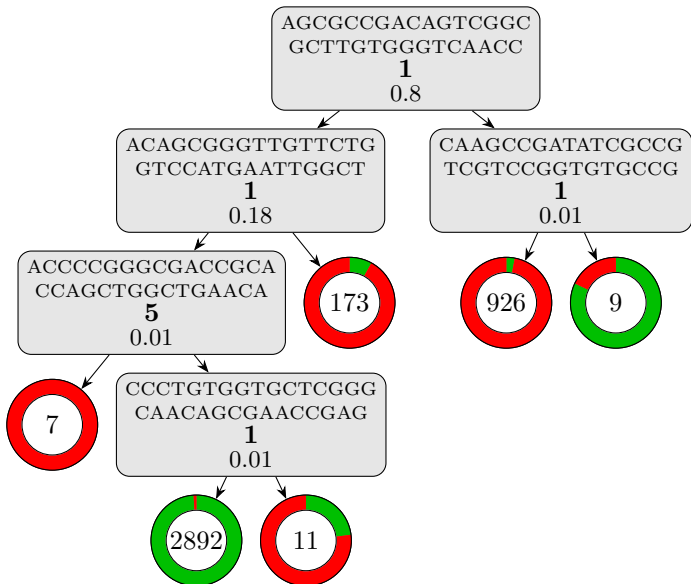 AGCGCCGACAGTCGGC
GCTTGTGGGTCAACC
1
0.8
ACAGCGGGTTGTTCTG
GTCCATGAATTGGCT
1
0.18
CAAGCCGATATCGCCG
TCGTCCGGTGTGCCG
1
0.01
ACCCCGGGCGACCGCA
CCAGCTGGCTGAACA
5
0.01
173
926
9
7
CCCTGTGGTGCTCGGG
CAACAGCGAACCGAG
1
0.01
2892
11